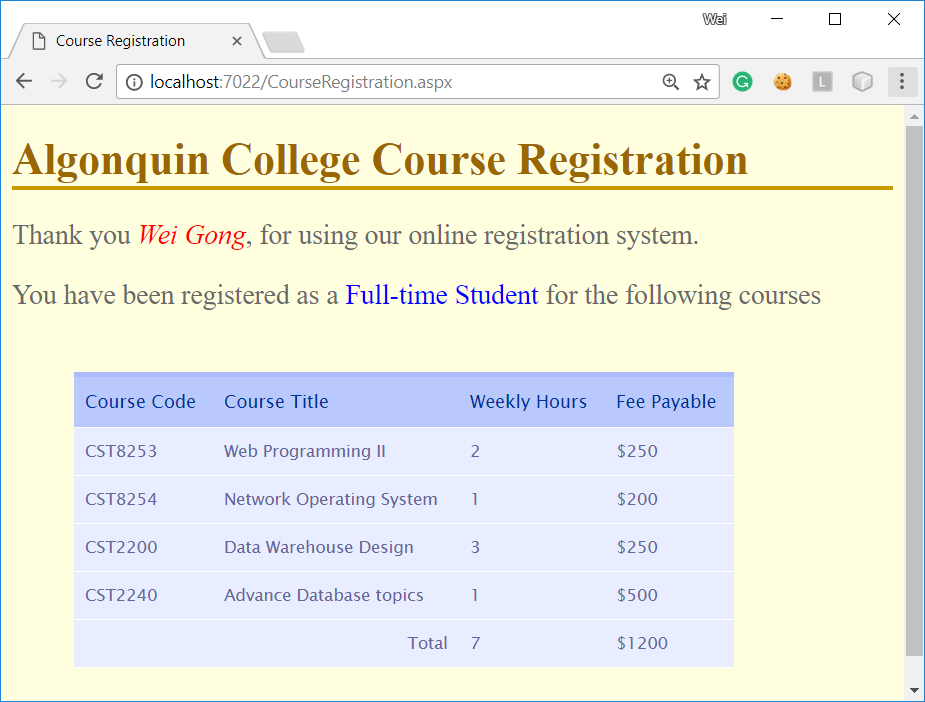 Wei
Course Registration
localhost:7022/CourseRegistration.aspx
G
L
Algonquin College Course Registration
Thank you Wei Gong, for using our online registration system.
You have been registered as a Full-time Student for the following courses
Course Code Course Title Weekly Hours Fee Payable
CST8253 Web Programming II 2 $250
CST8254 Network Operating System 1 $200
CST2200 Data Warehouse Design 3 $250
CST2240 Advance Database topics 1 $500
Total 7 $1200